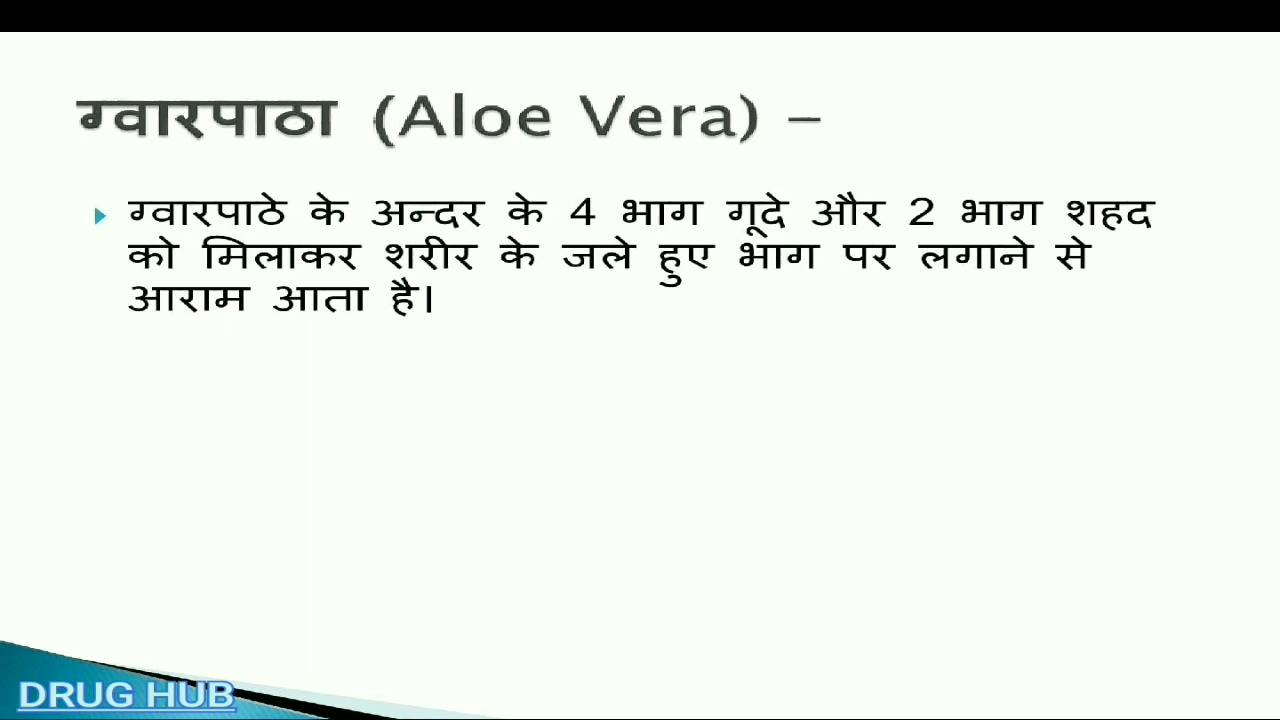 ग्वारपाठा (Aloe Vera) –
ग्वारपाठे के अन्दर के 4 भाग गूदे और 2 भाग शहद
को मिलाकर शरीर के जले हुए भाग पर लगाने से
आराम आता है।
DRUG HUB